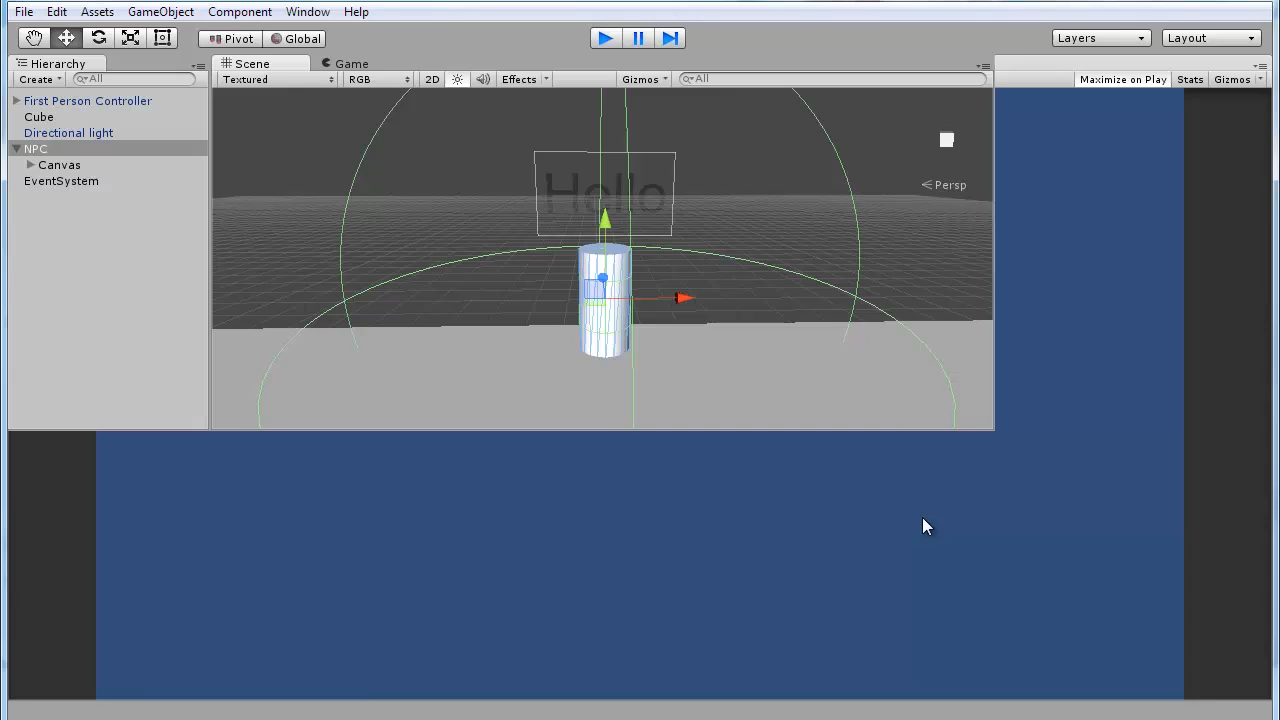 File Edit Assets GameObject Component Window Help
Pivot Global Layers Layout
Hierarchy Scene Game
Create All Textured RGB 2D Effects Gizmos All Maximize on Play Stats Gizmos
First Person Controller
Cube
Directional light
NPC
Canvas
EventSystem
Hello
Persp